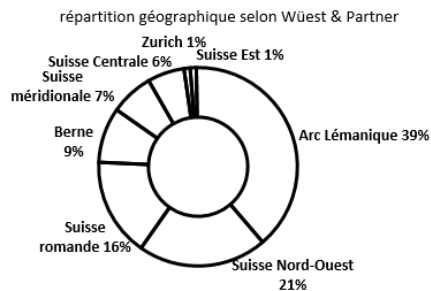 répartition géographique selon Wüest & Partner
Zurich 1%
Suisse Est 1%
Suisse Centrale 6%
Suisse
méridionale 7%
Berne
9%
Arc Lémanique 39%
Suisse
romande 16%
Suisse Nord-Ouest
21%